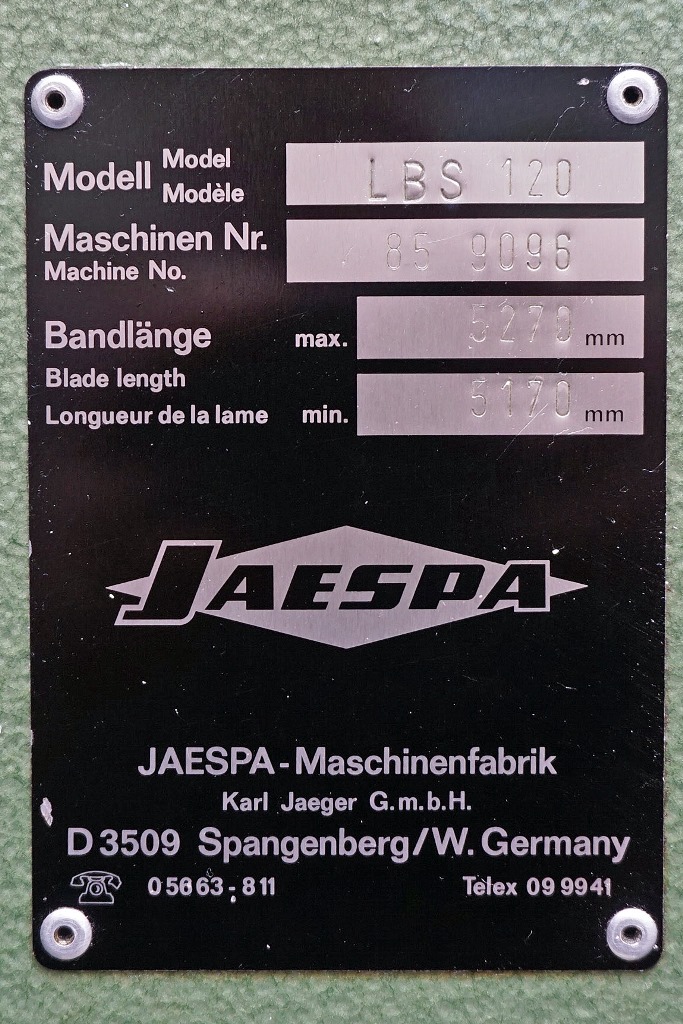 Modell Model Modèle LBS 120
Maschinen Nr. 85 9096
Machine No.
Bandlänge max. 5270 mm
Blade length
Longueur de la lame min. 5170 mm
JAESPA
JAESPA-Maschinenfabrik
Karl Jaeger G.m.b.H.
D 3509 Spangenberg/W. Germany
05663-811 Telex 09 9941